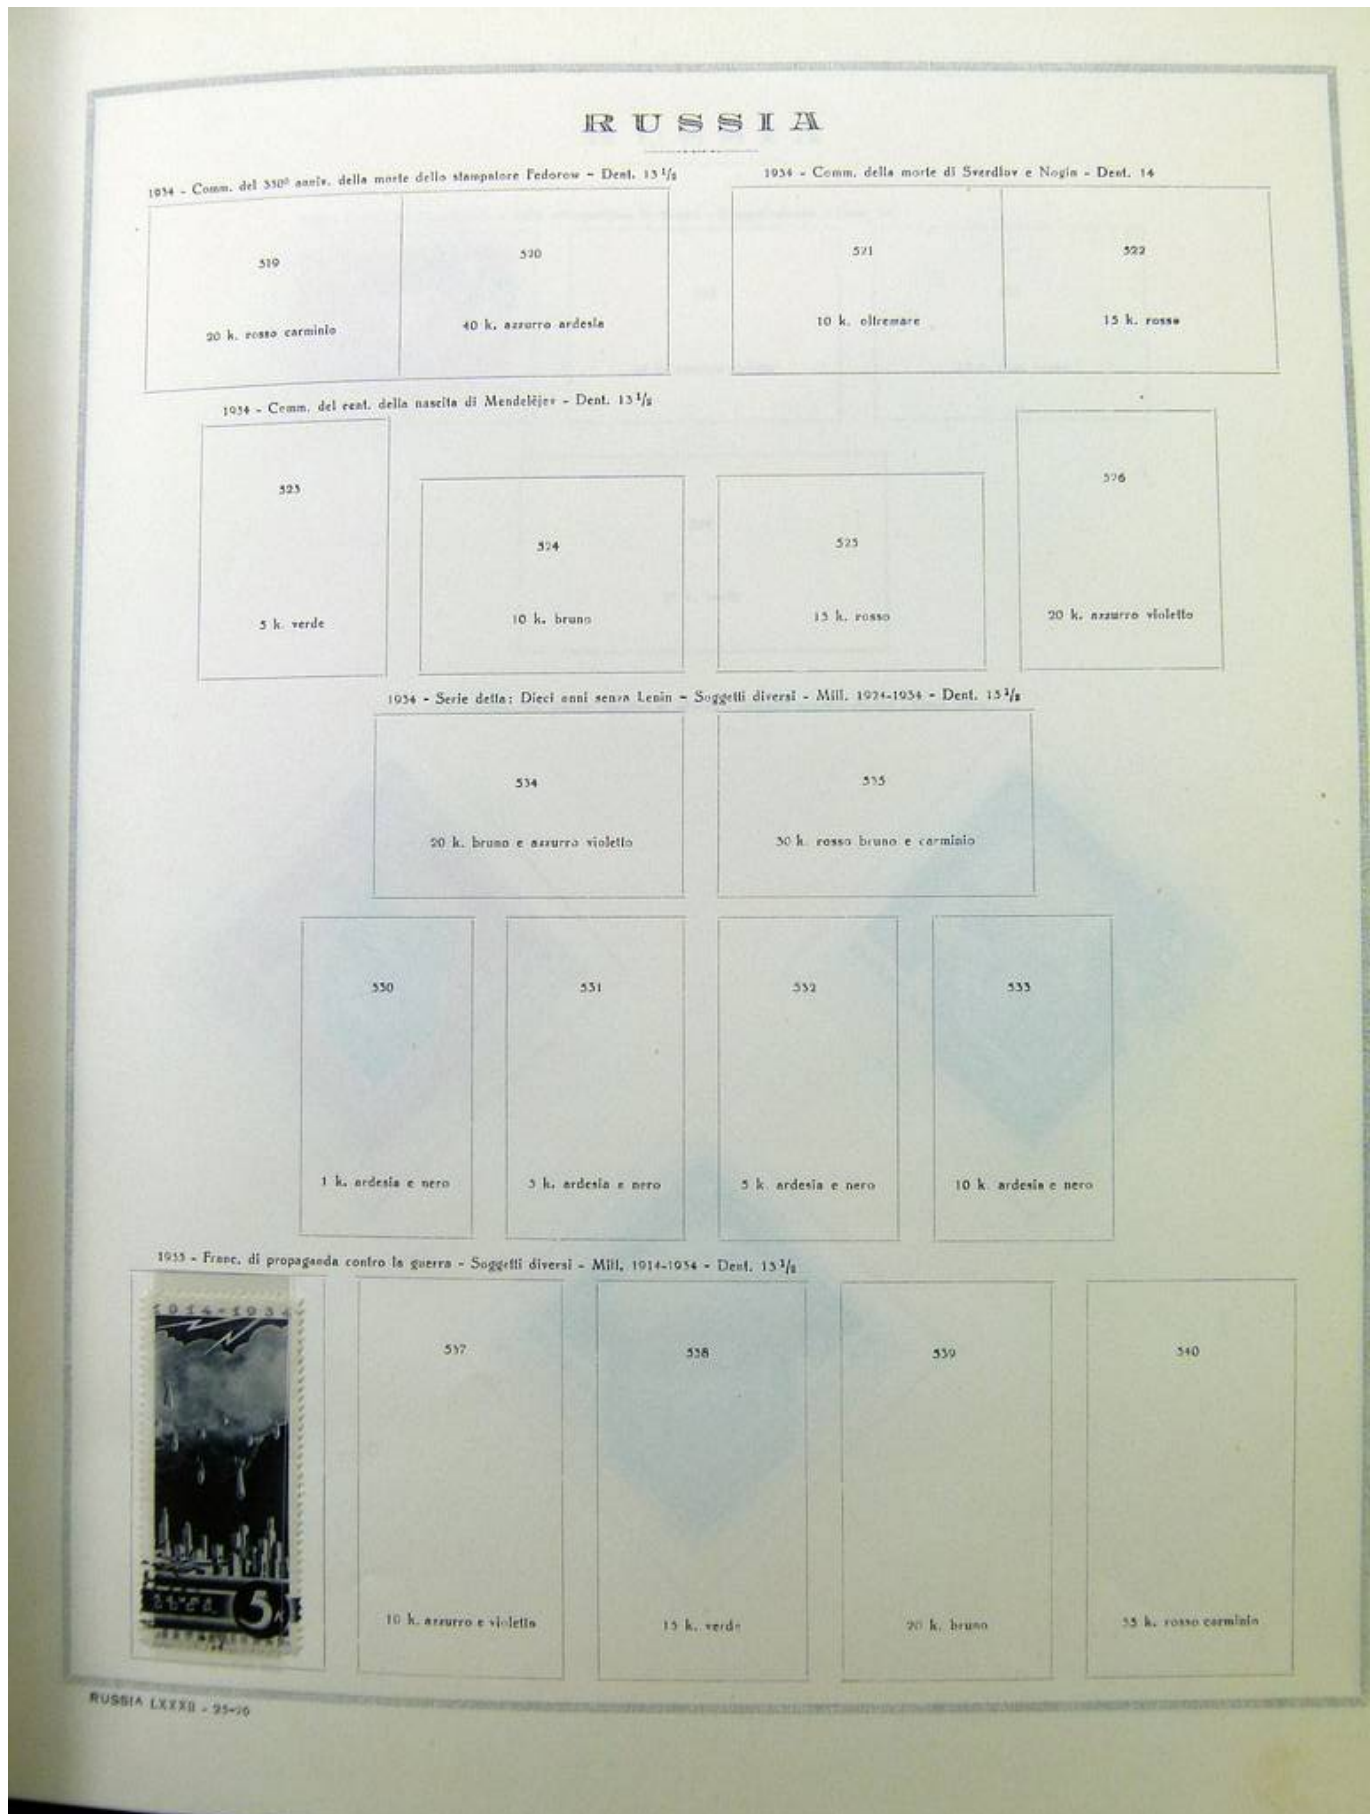 RUSSIA
1934 - Comm. del 350º anniv. della morte dello stampatore Fedorow - Dent. 13 1/2
1934 - Comm. della morte di Sverdlov e Nogin - Dent. 14
519
520
521
522
20 k. rosso carminio
40 k. azzurro ardesia
10 k. oltremare
15 k. rosso
1934 - Comm. del cent. della nascita di Mendelêjev - Dent. 13 1/2
523
524
525
526
5 k. verde
10 k. bruno
15 k. rosso
20 k. azzurro violetto
1934 - Serie detta: Dieci anni senza Lenin - Soggetti diversi - Mill. 1924-1934 - Dent. 13 1/2
534
535
20 k. bruno e azzurro violetto
30 k. rosso bruno e carminio
530
531
532
533
1 k. ardesia e nero
3 k. ardesia e nero
5 k. ardesia e nero
10 k. ardesia e nero
1935 - Franc. di propaganda contro la guerra - Soggetti diversi - Mill. 1914-1934 - Dent. 13 1/2
1914-1934
5 K
537
538
539
540
10 k. azzurro e violetto
15 k. verde
20 k. bruno
35 k. rosso carminio
RUSSIA LXXXII - 25-26